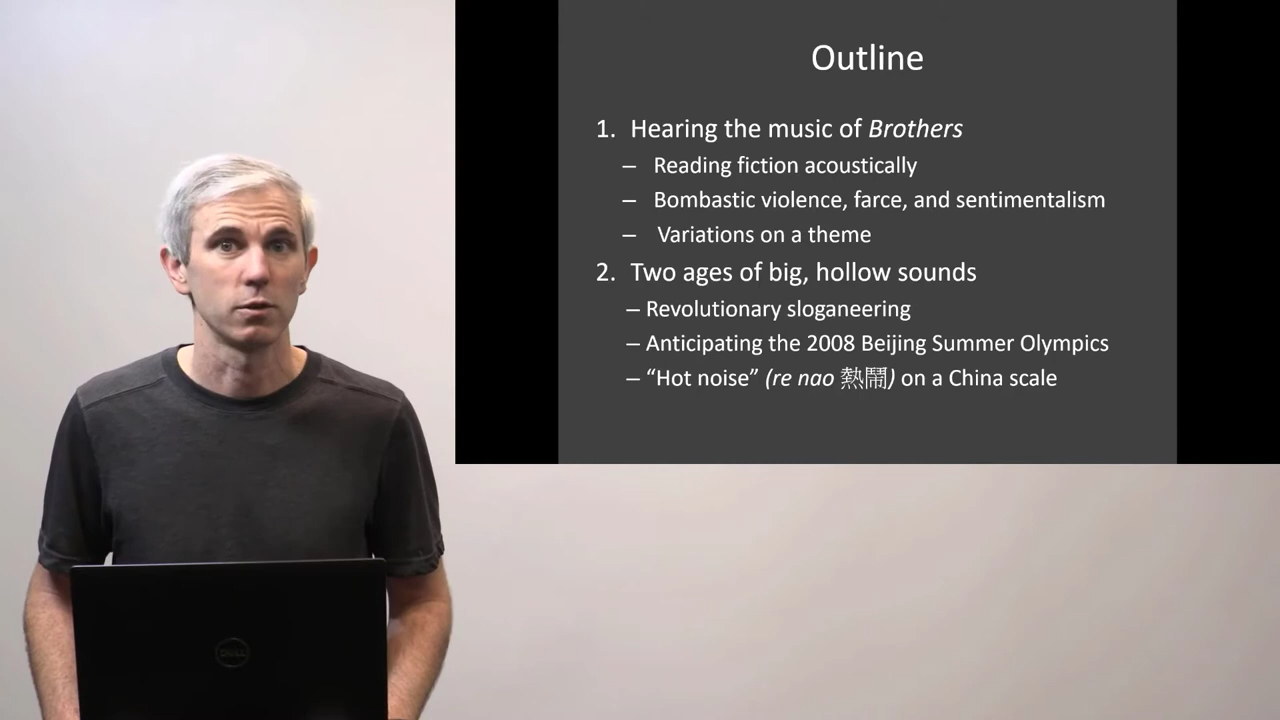 Outline
1. Hearing the music of Brothers
– Reading fiction acoustically
– Bombastic violence, farce, and sentimentalism
– Variations on a theme
2. Two ages of big, hollow sounds
– Revolutionary sloganeering
– Anticipating the 2008 Beijing Summer Olympics
– “Hot noise” (re nao 熱鬧) on a China scale
DELL